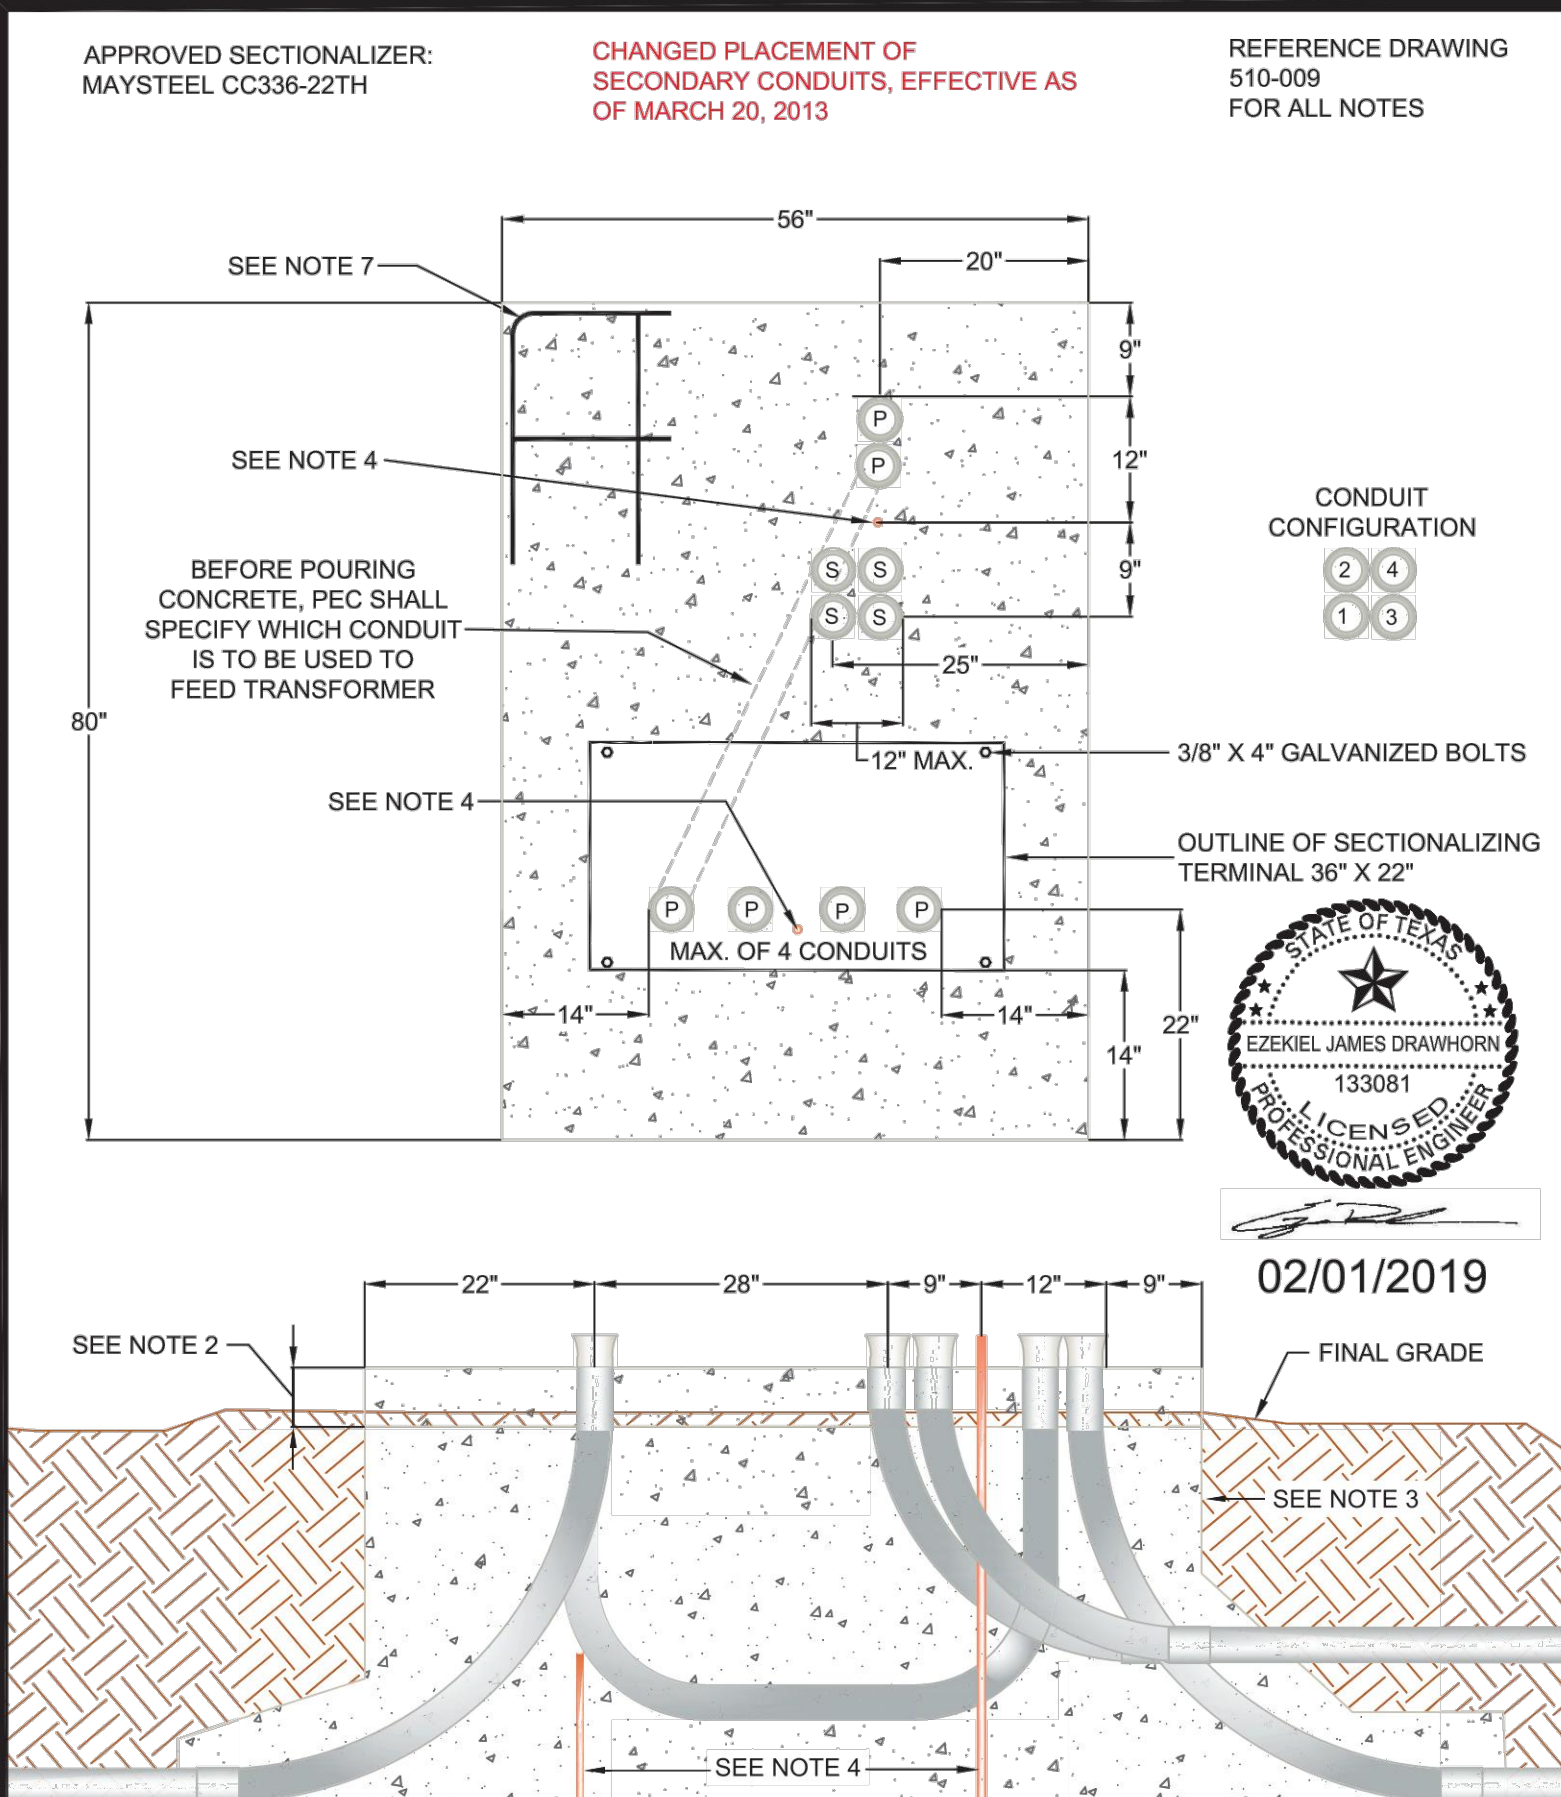 APPROVED SECTIONALIZER:
MAYSTEEL CC336-22TH
CHANGED PLACEMENT OF
SECONDARY CONDUITS, EFFECTIVE AS
OF MARCH 20, 2013
REFERENCE DRAWING
510-009
FOR ALL NOTES
56"
20"
SEE NOTE 7
9"
P
P
12"
SEE NOTE 4
CONDUIT
CONFIGURATION
2 4
1 3
BEFORE POURING
CONCRETE, PEC SHALL
SPECIFY WHICH CONDUIT
IS TO BE USED TO
FEED TRANSFORMER
S S
S S
9"
25"
80"
12" MAX.
3/8" X 4" GALVANIZED BOLTS
SEE NOTE 4
OUTLINE OF SECTIONALIZING
TERMINAL 36" X 22"
P P P P
MAX. OF 4 CONDUITS
14"
14"
14"
22"
STATE OF TEXAS
EZEKIEL JAMES DRAWHORN
133081
LICENSED
PROFESSIONAL ENGINEER
02/01/2019
22" 28" 9" 12" 9"
SEE NOTE 2
FINAL GRADE
SEE NOTE 3
SEE NOTE 4